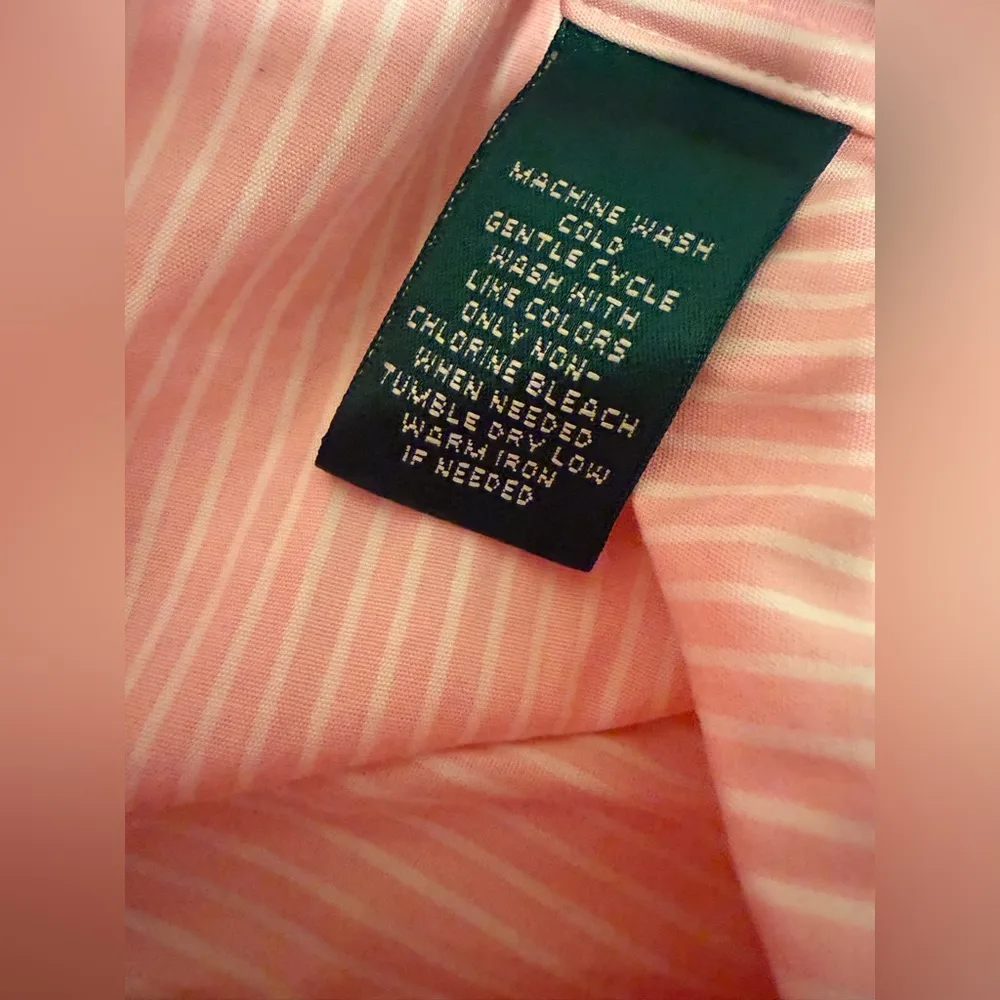 MACHINE WASH
COLD
GENTLE CYCLE
WASH WITH
LIKE COLORS
ONLY NON-
CHLORINE BLEACH
WHEN NEEDED
TUMBLE DRY LOW
WARM IRON
IF NEEDED